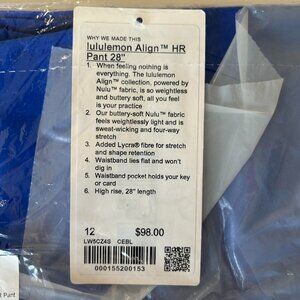 WHY WE MADE THIS
lululemon Align™ HR
Pant 28"
1. When feeling nothing is
everything. The lululemon
Align™ collection, powered
by Nulu™ fabric, is so weightless
and buttery soft, all you feel
is your practice
2. Our buttery-soft Nulu™ fabric
feels weightlessly light and is
sweat-wicking and four-way
stretch
3. Added Lycra® fibre for stretch
and shape retention
4. Waistband lies flat and won't
dig in
5. Waistband pocket holds your key
or card
6. High rise, 28" length
12 $98.00
LW5CZ4S CEBL
000155200153
Pant